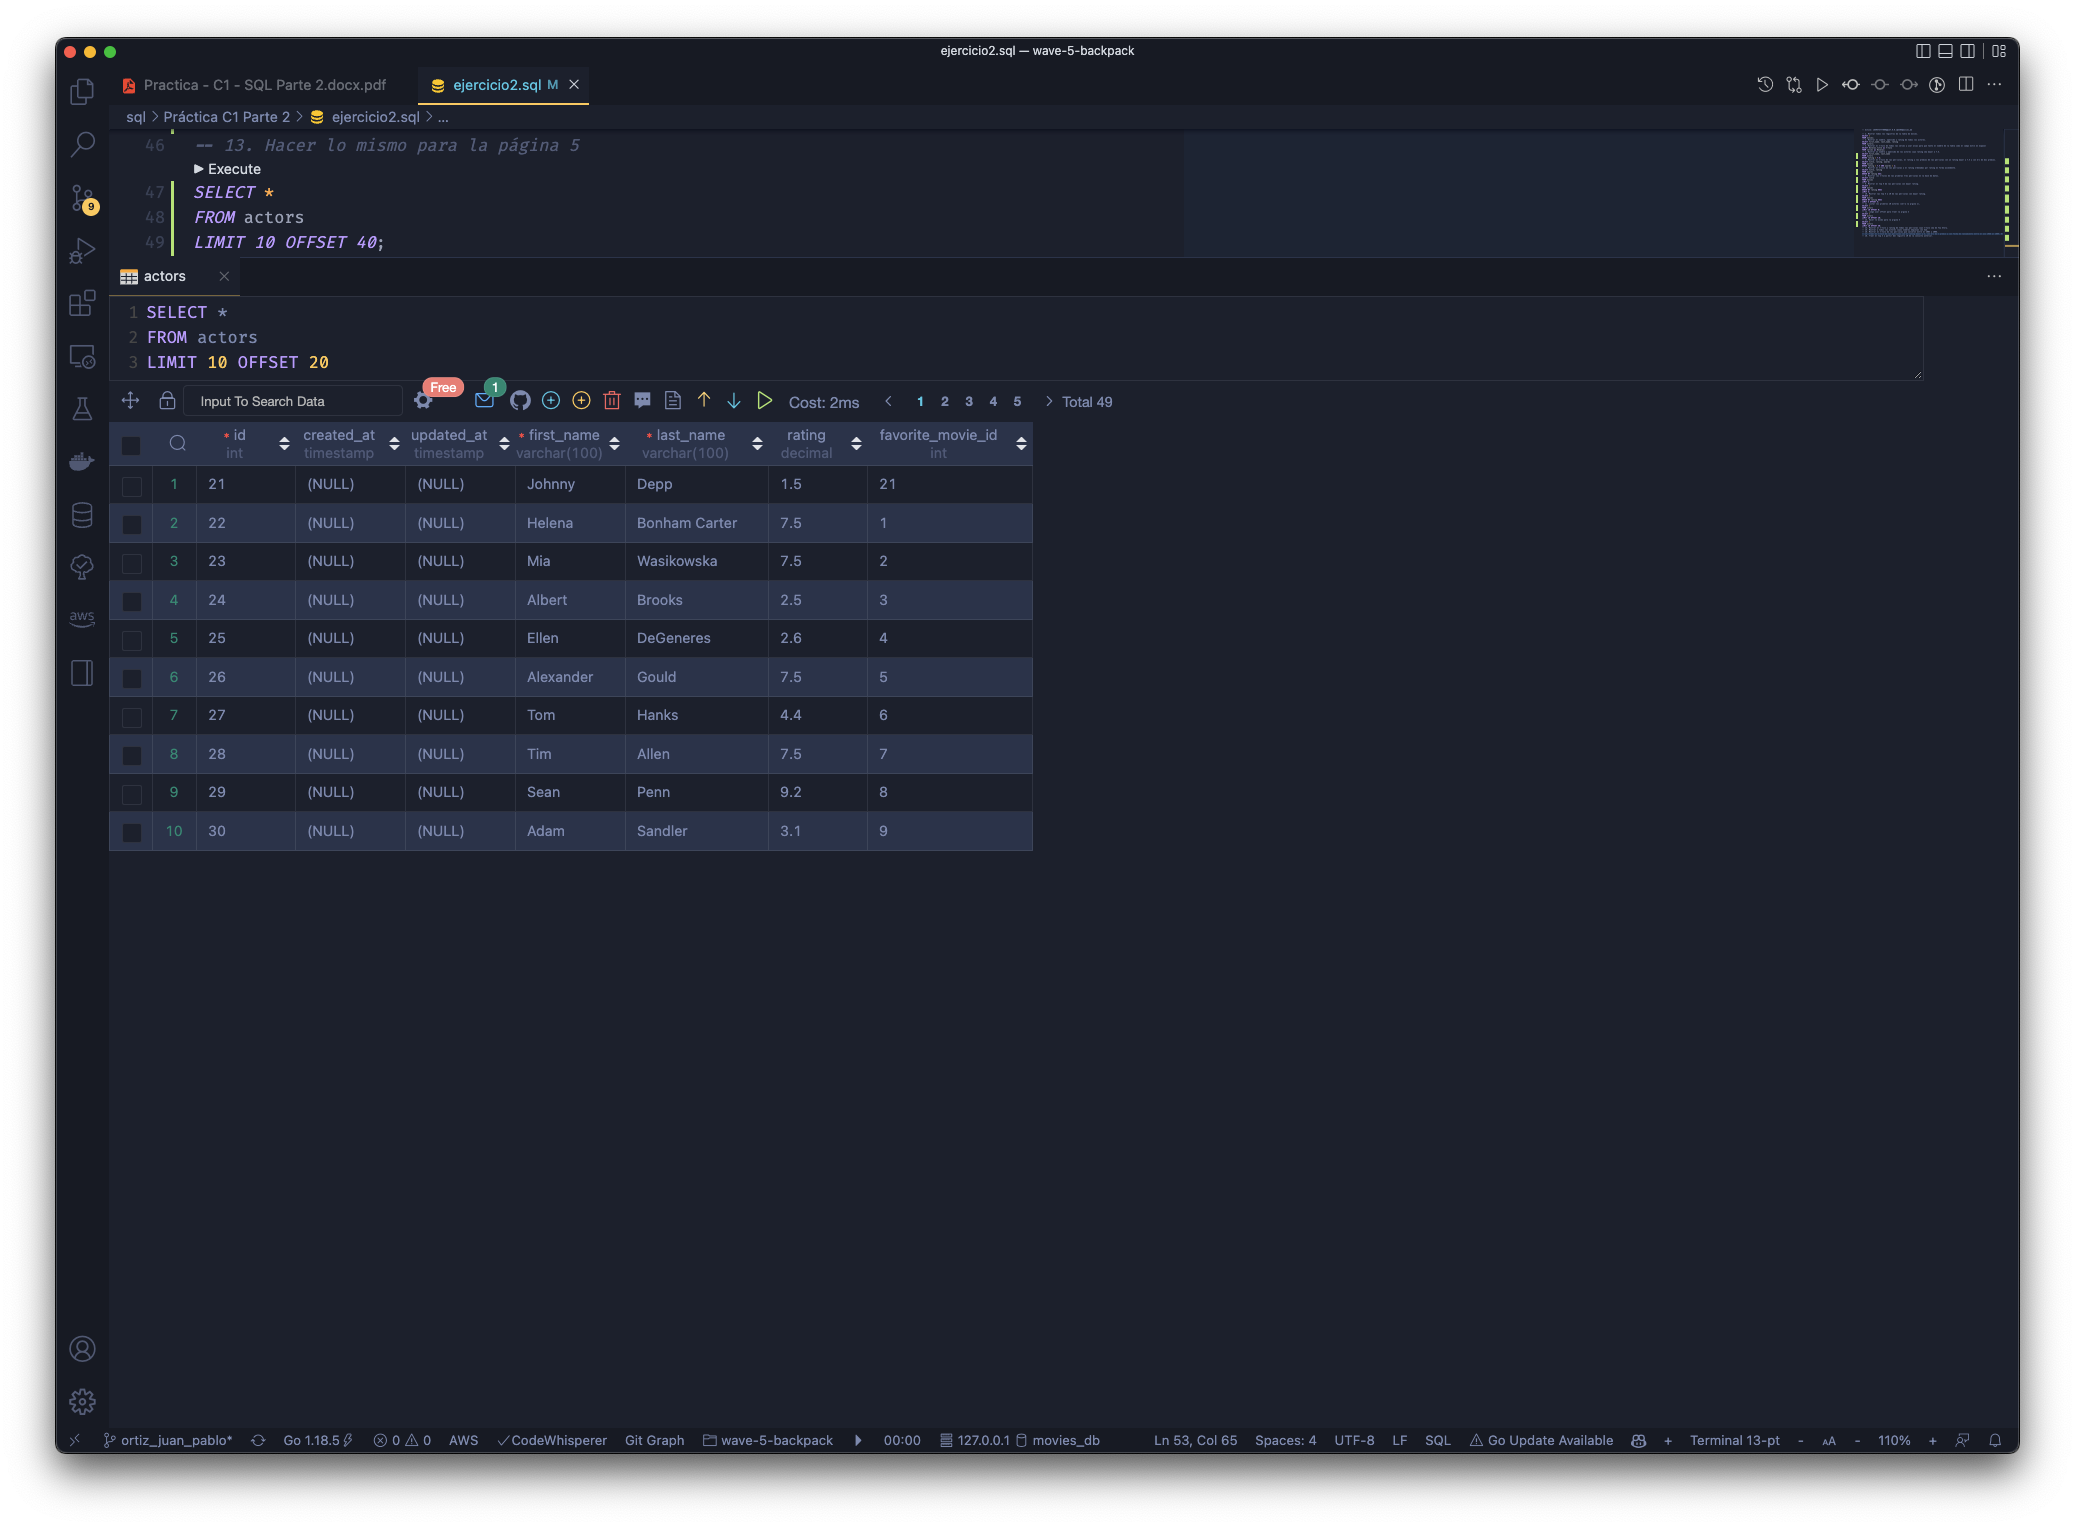 ejercicio2.sql — wave-5-backpack
Practica - C1 - SQL Parte 2.docx.pdf
ejercicio2.sql M
sql > Práctica C1 Parte 2 > ejercicio2.sql > ...
46 -- 13. Hacer lo mismo para la página 5
Execute
47 SELECT *
48 FROM actors
49 LIMIT 10 OFFSET 40;
9
actors
1 SELECT *
2 FROM actors
3 LIMIT 10 OFFSET 20
Input To Search Data Free 1 Cost: 2ms < 1 2 3 4 5 > Total 49
* id created_at updated_at * first_name * last_name rating favorite_movie_id
int timestamp timestamp varchar(100) varchar(100) decimal int
1 21 (NULL) (NULL) Johnny Depp 1.5 21
2 22 (NULL) (NULL) Helena Bonham Carter 7.5 1
3 23 (NULL) (NULL) Mia Wasikowska 7.5 2
4 24 (NULL) (NULL) Albert Brooks 2.5 3
5 25 (NULL) (NULL) Ellen DeGeneres 2.6 4
6 26 (NULL) (NULL) Alexander Gould 7.5 5
7 27 (NULL) (NULL) Tom Hanks 4.4 6
8 28 (NULL) (NULL) Tim Allen 7.5 7
9 29 (NULL) (NULL) Sean Penn 9.2 8
10 30 (NULL) (NULL) Adam Sandler 3.1 9
aws
ortiz_juan_pablo* Go 1.18.5 0 0 AWS CodeWhisperer Git Graph wave-5-backpack 00:00 127.0.0.1 movies_db Ln 53, Col 65 Spaces: 4 UTF-8 LF SQL Go Update Available + Terminal 13-pt - AA - 110% +